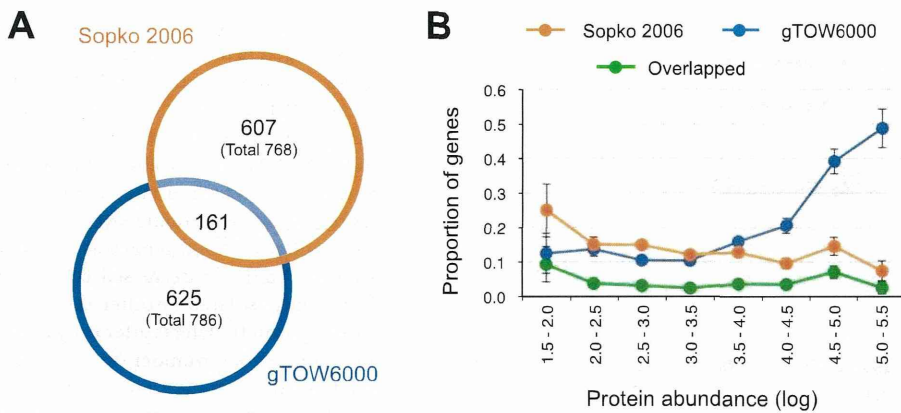 A
Sopko 2006
607
(Total 768)
161
625
(Total 786)
gTOW6000
B
Sopko 2006
gTOW6000
Overlapped
Proportion of genes
0.6
0.5
0.4
0.3
0.2
0.1
0.0
1.5 - 2.0
2.0 - 2.5
2.5 - 3.0
3.0 - 3.5
3.5 - 4.0
4.0 - 4.5
4.5 - 5.0
5.0 - 5.5
Protein abundance (log)